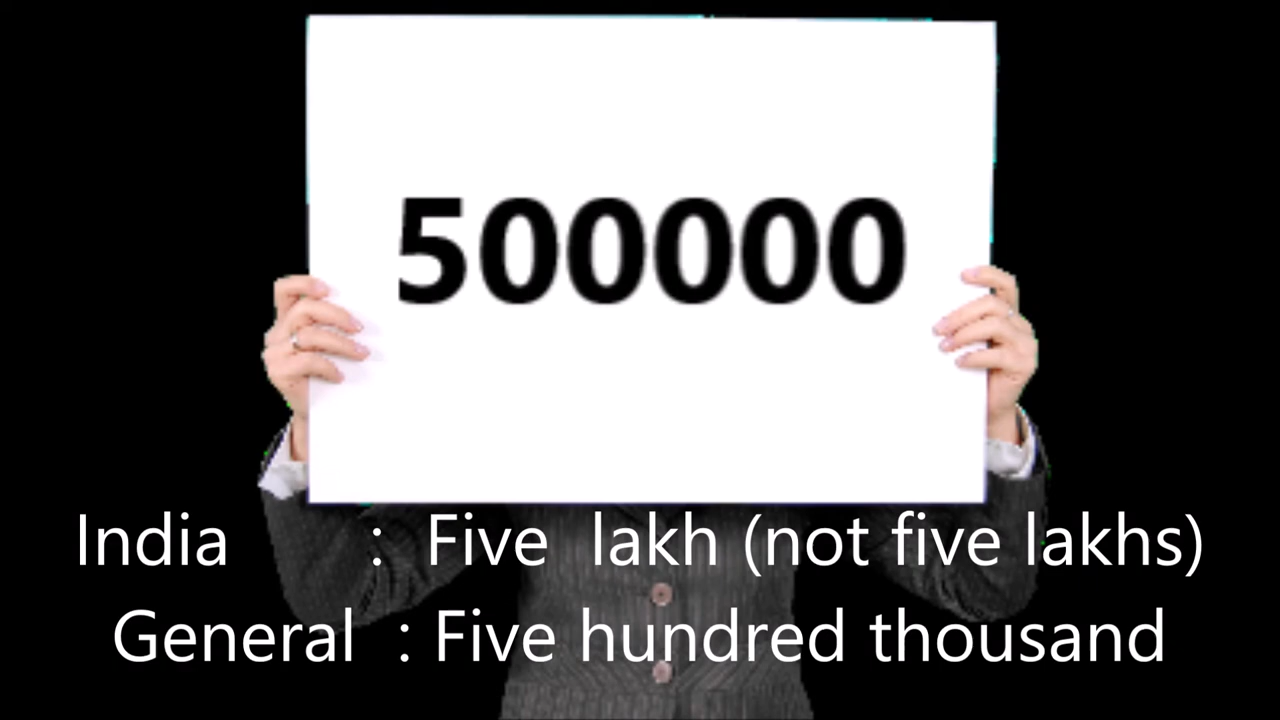 500000
India : Five lakh (not five lakhs)
General : Five hundred thousand